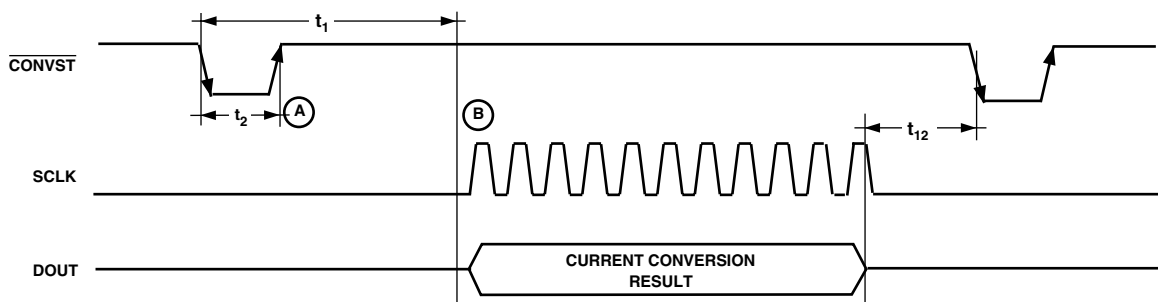 t1
CONVST
t2
A
B
t12
SCLK
DOUT
CURRENT CONVERSION
RESULT